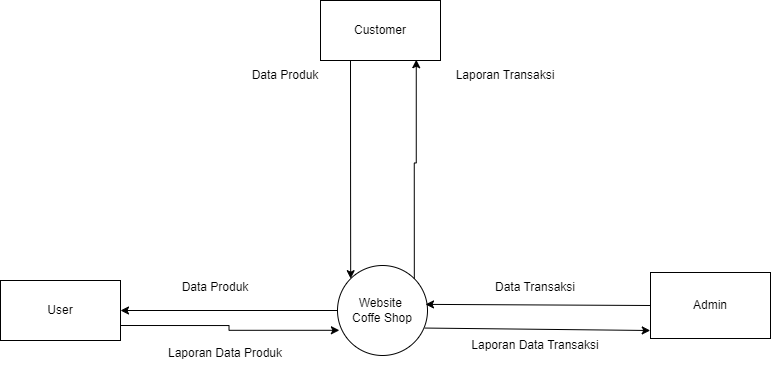 Customer
Data Produk
Laporan Transaksi
Data Produk
Data Transaksi
User
Website
Coffe Shop
Admin
Laporan Data Produk
Laporan Data Transaksi